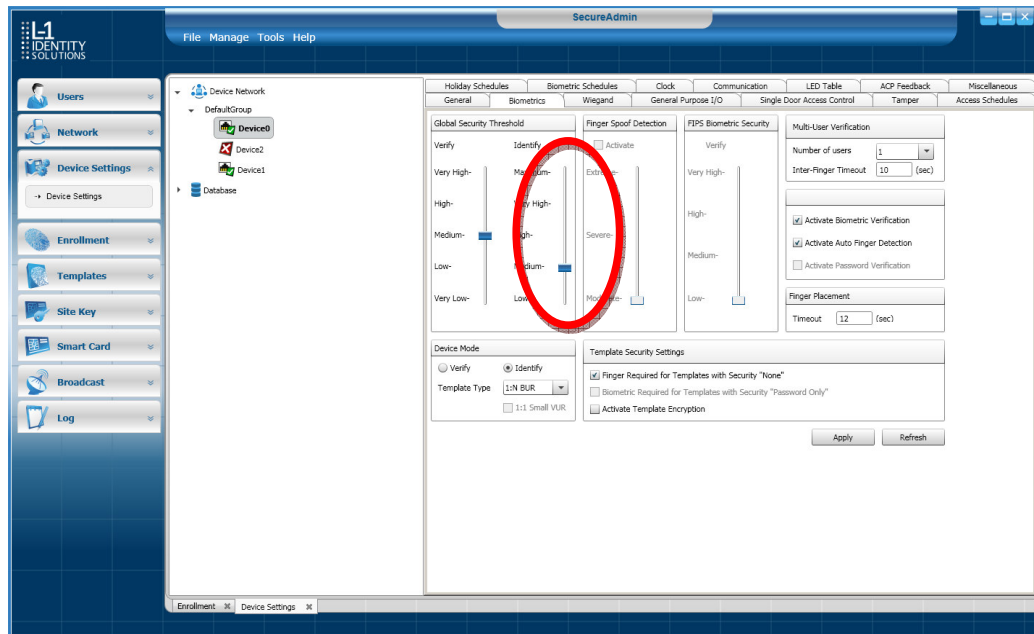 SecureAdmin
L-1
IDENTITY
SOLUTIONS
File Manage Tools Help
Users
Network
Device Settings
Device Settings
Enrollment
Templates
Site Key
Smart Card
Broadcast
Log
Device Network
DefaultGroup
Device0
Device2
Device1
Database
Holiday Schedules Biometric Schedules Clock Communication LED Table ACP Feedback Miscellaneous
General Biometrics Wiegand General Purpose I/O Single Door Access Control Tamper Access Schedules
Global Security Threshold
Verify Identify
Very High- Maximum-
High- Very High-
Medium- High-
Low- Medium-
Very Low- Low-
Finger Spoof Detection
Activate
Extreme-
Severe-
Moderate-
FIPS Biometric Security
Verify
Very High-
High-
Medium-
Low-
Multi-User Verification
Number of users 1
Inter-Finger Timeout 10 (sec)
Activate Biometric Verification
Activate Auto Finger Detection
Activate Password Verification
Finger Placement
Timeout 12 (sec)
Device Mode
Verify Identify
Template Type 1:N BUR
1:1 Small VUR
Template Security Settings
Finger Required for Templates with Security "None"
Biometric Required for Templates with Security "Password Only"
Activate Template Encryption
Apply Refresh
Enrollment Device Settings